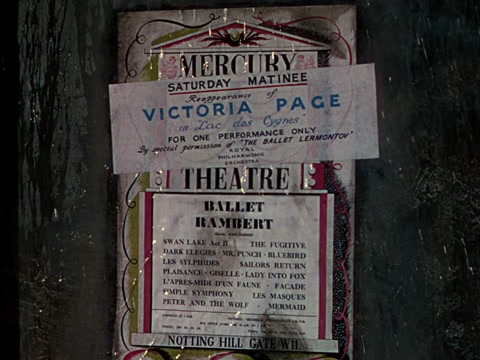 MERCURY
SATURDAY MATINEE
Reappearance of
VICTORIA PAGE
in 'Lac des Cygnes'
FOR ONE PERFORMANCE ONLY
By special permission of 'THE BALLET LERMONTOV'
ROYAL
PHILHARMONIC
ORCHESTRA
THEATRE
BALLET
RAMBERT
SWAN LAKE Act II THE FUGITIVE
DARK ELEGIES · MR. PUNCH · BLUEBIRD
LES SYLPHIDES SAILORS RETURN
PLAISANCE · GISELLE · LADY INTO FOX
L'APRES-MIDI D'UN FAUNE · FACADE
SIMPLE SYMPHONY LES MASQUES
PETER AND THE WOLF · MERMAID
NOTTING HILL GATE W11